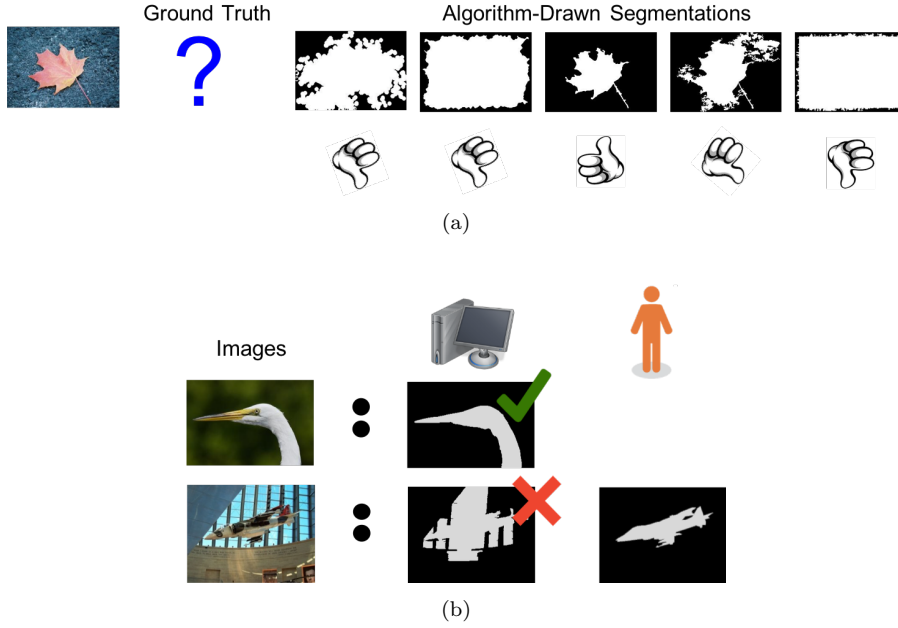 Ground Truth
Algorithm-Drawn Segmentations
?
(a)
Images
(b)